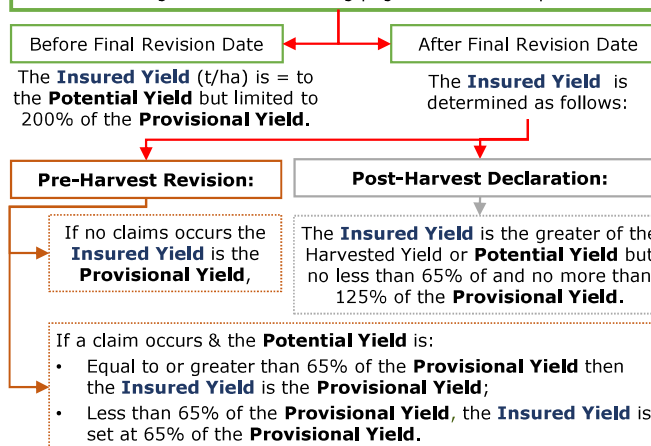 Before Final Revision Date
After Final Revision Date
The Insured Yield (t/ha) is = to
the Potential Yield but limited to
200% of the Provisional Yield.
The Insured Yield is
determined as follows:
Pre-Harvest Revision:
Post-Harvest Declaration:
If no claims occurs the
Insured Yield is the
Provisional Yield,
The Insured Yield is the greater of the
Harvested Yield or Potential Yield but
no less than 65% of and no more than
125% of the Provisional Yield.
If a claim occurs & the Potential Yield is:
• Equal to or greater than 65% of the Provisional Yield then
the Insured Yield is the Provisional Yield;
• Less than 65% of the Provisional Yield, the Insured Yield is
set at 65% of the Provisional Yield.